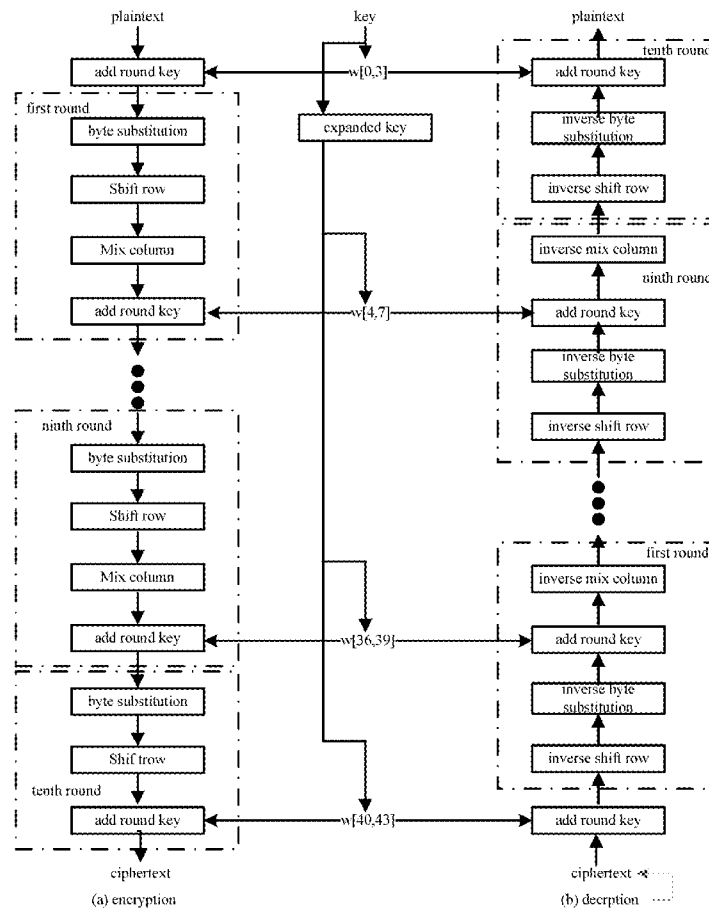 plaintext
add round key
first round
byte substitution
Shift row
Mix column
add round key
ninth round
byte substitution
Shift row
Mix column
add round key
byte substitution
Shif trow
tenth round
add round key
ciphertext
(a) encryption
key
w[0,3]
expanded key
w[4,7]
w[36,39]
w[40,43]
plaintext
tenth round
add round key
inverse byte
substitution
inverse shift row
inverse mix column
ninth round
add round key
inverse byte
substitution
inverse shift row
first round
inverse mix column
add round key
inverse byte
substitution
inverse shift row
add round key
ciphertext
(b) decrption